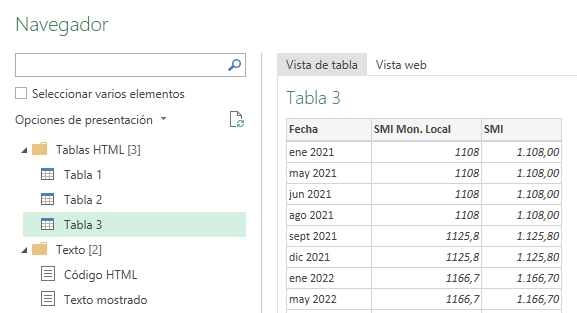 Navegador
Seleccionar varios elementos
Opciones de presentación
Tablas HTML [3]
Tabla 1
Tabla 2
Tabla 3
Texto [2]
Código HTML
Texto mostrado
Vista de tabla Vista web
Tabla 3
Fecha SMI Mon. Local SMI
ene 2021 1108 1.108,00
may 2021 1108 1.108,00
jun 2021 1108 1.108,00
ago 2021 1108 1.108,00
sept 2021 1125,8 1.125,80
dic 2021 1125,8 1.125,80
ene 2022 1166,7 1.166,70
may 2022 1166,7 1.166,70